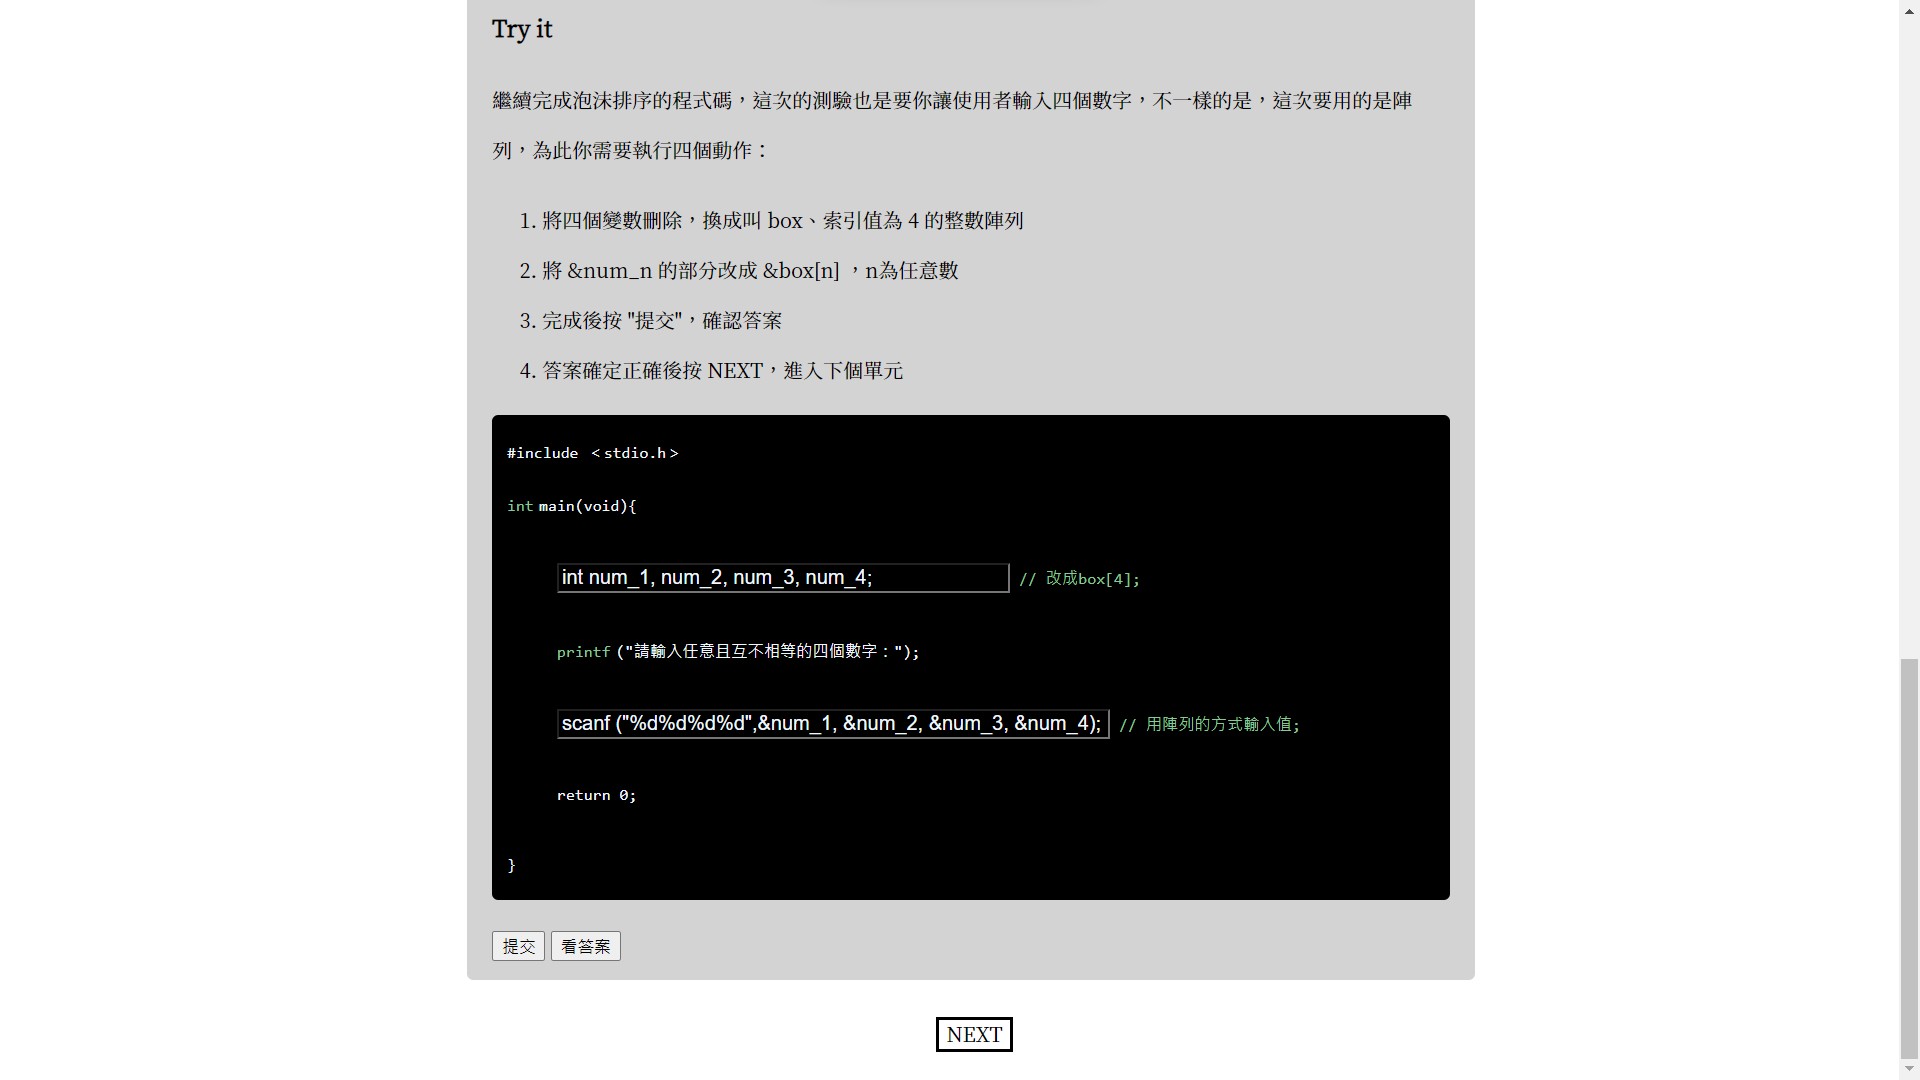 Try it
繼續完成泡沫排序的程式碼，這次的測驗也是要你讓使用者輸入四個數字，不一樣的是，這次要用的是陣
列，為此你需要執行四個動作：
1. 將四個變數刪除，換成叫 box、索引值為 4 的整數陣列
2. 將 &num_n 的部分改成 &box[n] ，n為任意數
3. 完成後按 "提交"，確認答案
4. 答案確定正確後按 NEXT，進入下個單元
#include ＜stdio.h＞
int main(void){
int num_1, num_2, num_3, num_4; // 改成box[4];
printf ("請輸入任意且互不相等的四個數字：");
scanf ("%d%d%d%d",&num_1, &num_2, &num_3, &num_4); // 用陣列的方式輸入值;
return 0;
}
提交 看答案
NEXT